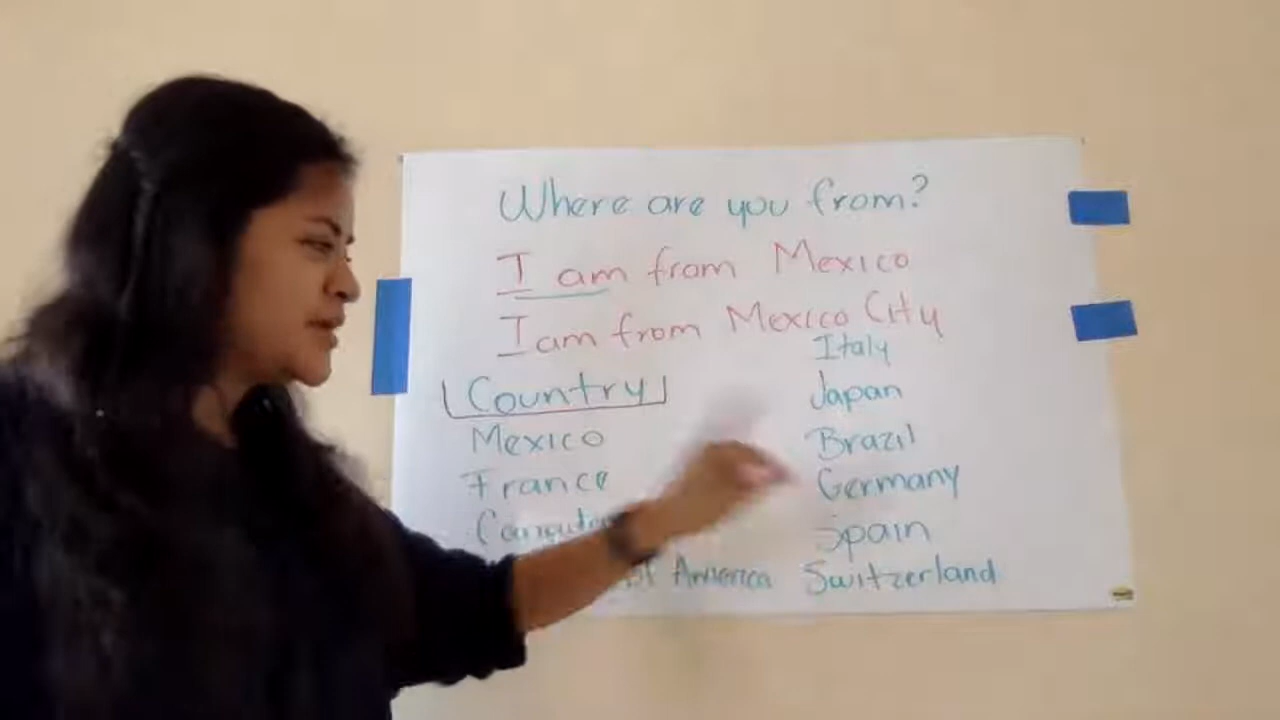 Where are you from?
I am from Mexico
I am from Mexico City
Country
Mexico
France
of America
Italy
Japan
Brazil
Germany
Spain
Switzerland